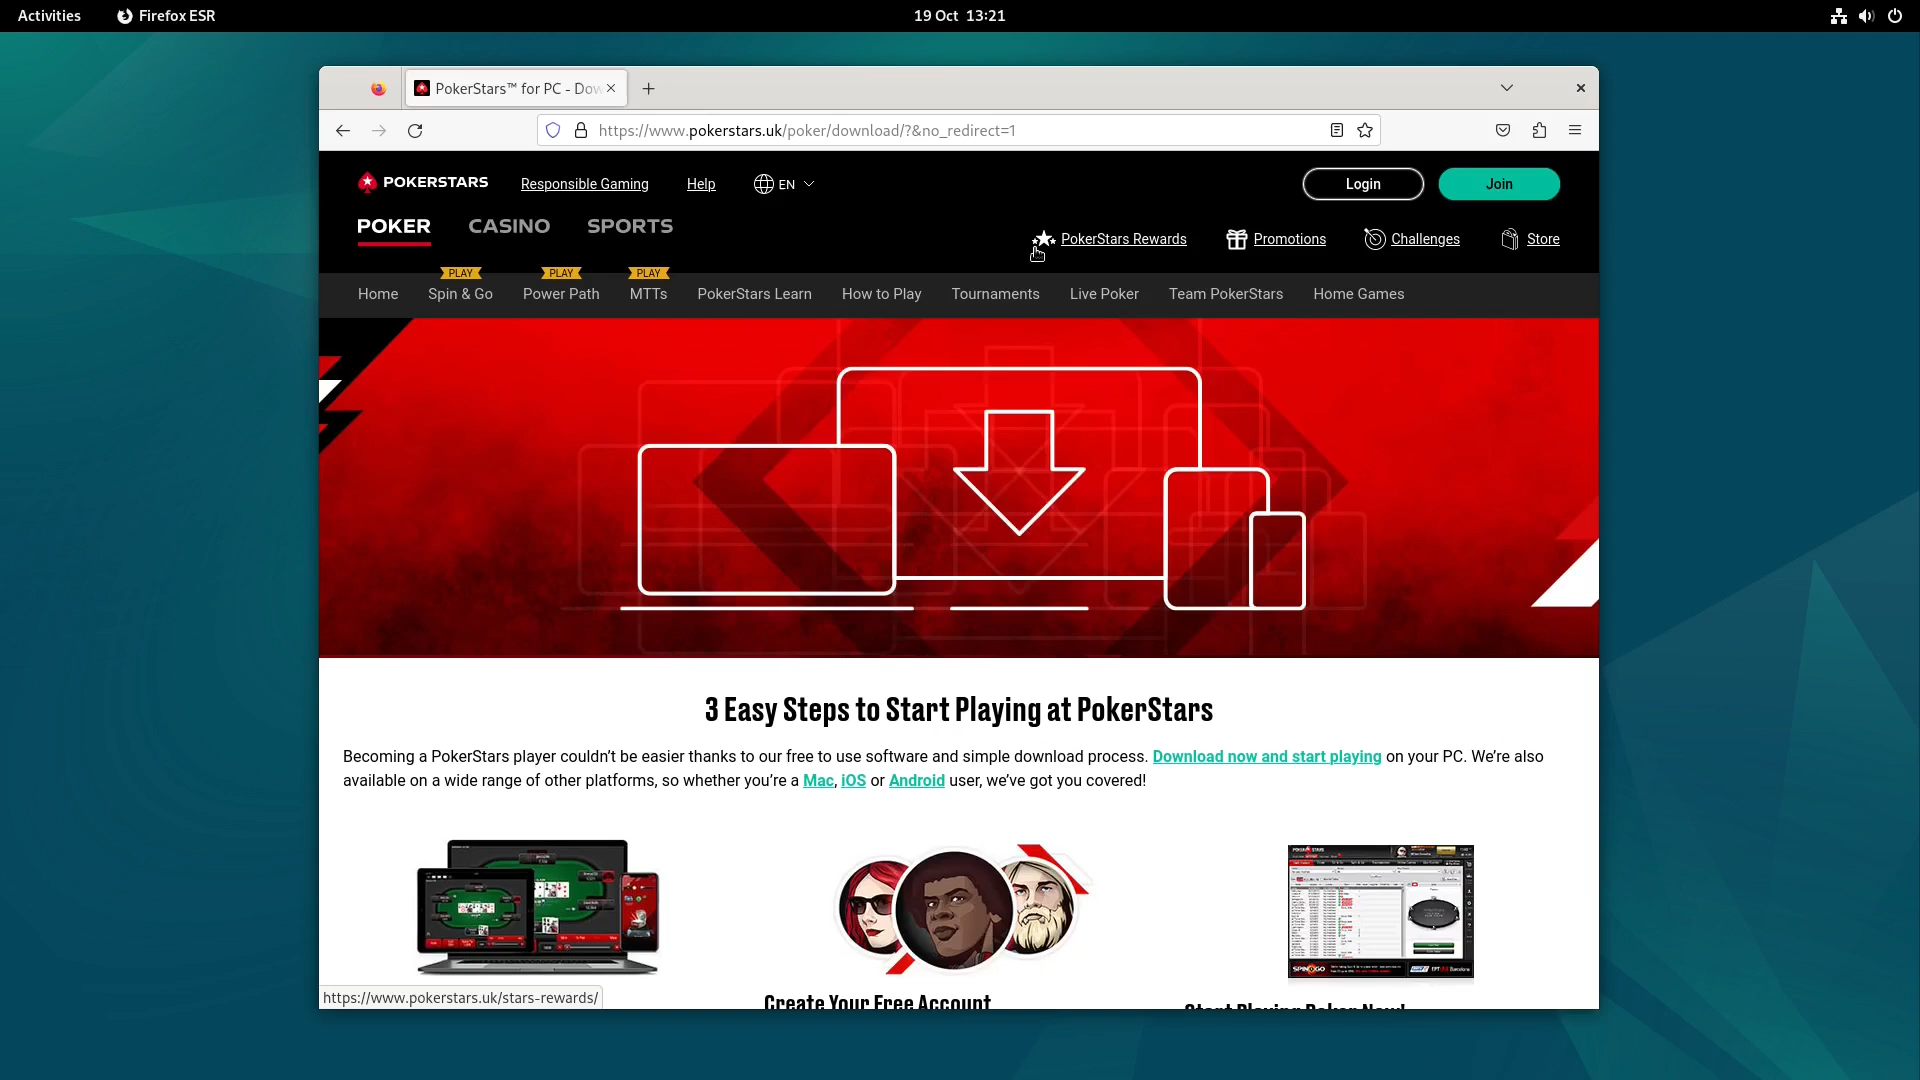 Activities Firefox ESR 19 Oct 13:21
PokerStars™ for PC - Dow
https://www.pokerstars.uk/poker/download/?&no_redirect=1
POKERSTARS Responsible Gaming Help EN Login Join
POKER CASINO SPORTS
PokerStars Rewards Promotions Challenges Store
PLAY PLAY PLAY
Home Spin & Go Power Path MTTs PokerStars Learn How to Play Tournaments Live Poker Team PokerStars Home Games
3 Easy Steps to Start Playing at PokerStars
Becoming a PokerStars player couldn’t be easier thanks to our free to use software and simple download process. Download now and start playing on your PC. We’re also
available on a wide range of other platforms, so whether you’re a Mac, iOS or Android user, we’ve got you covered!
SPIN GO
https://www.pokerstars.uk/stars-rewards/
Create Your Free Account
Start Playing Poker Now!